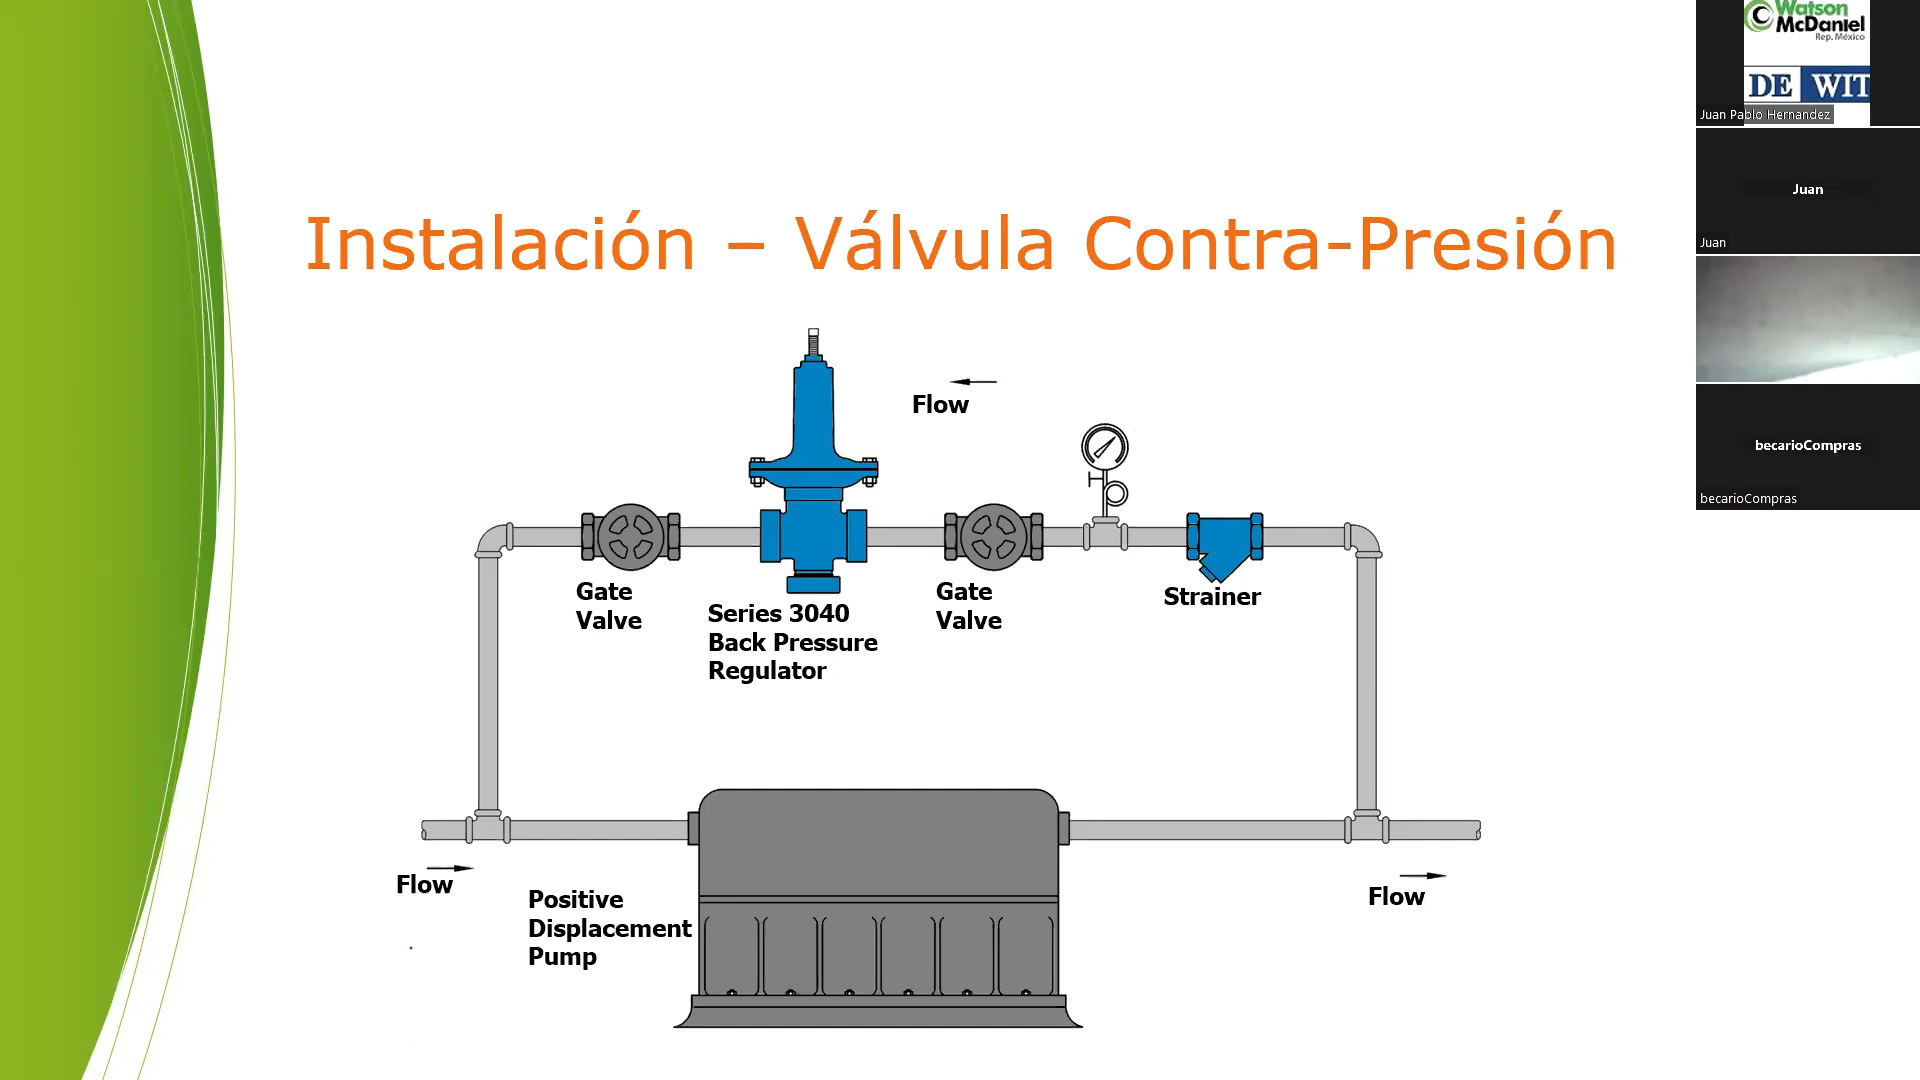 Instalación – Válvula Contra-Presión
Flow
Gate
Valve
Series 3040
Back Pressure
Regulator
Gate
Valve
Strainer
Flow
Positive
Displacement
Pump
Flow
Watson
McDaniel
Rep. México
DE WIT
Juan Pablo Hernandez
Juan
Juan
becarioCompras
becarioCompras